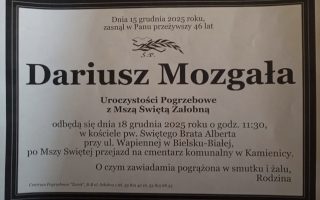 Dnia 15 grudnia 2025 roku,
zasnął w Panu przeżywszy 46 lat
Ś.✝P.
Dariusz Mozgała
Uroczystości Pogrzebowe
z Mszą Świętą Żałobną
odbędą się dnia 18 grudnia 2025 roku o godz. 11:30,
w kościele pw. Świętego Brata Alberta
przy ul. Wapiennej w Bielsku-Białej,
po Mszy Świętej przejazd na cmentarz komunalny w Kamienicy.
O czym zawiadamia pogrążona w smutku i żalu,
Rodzina
Centrum Pogrzebowe